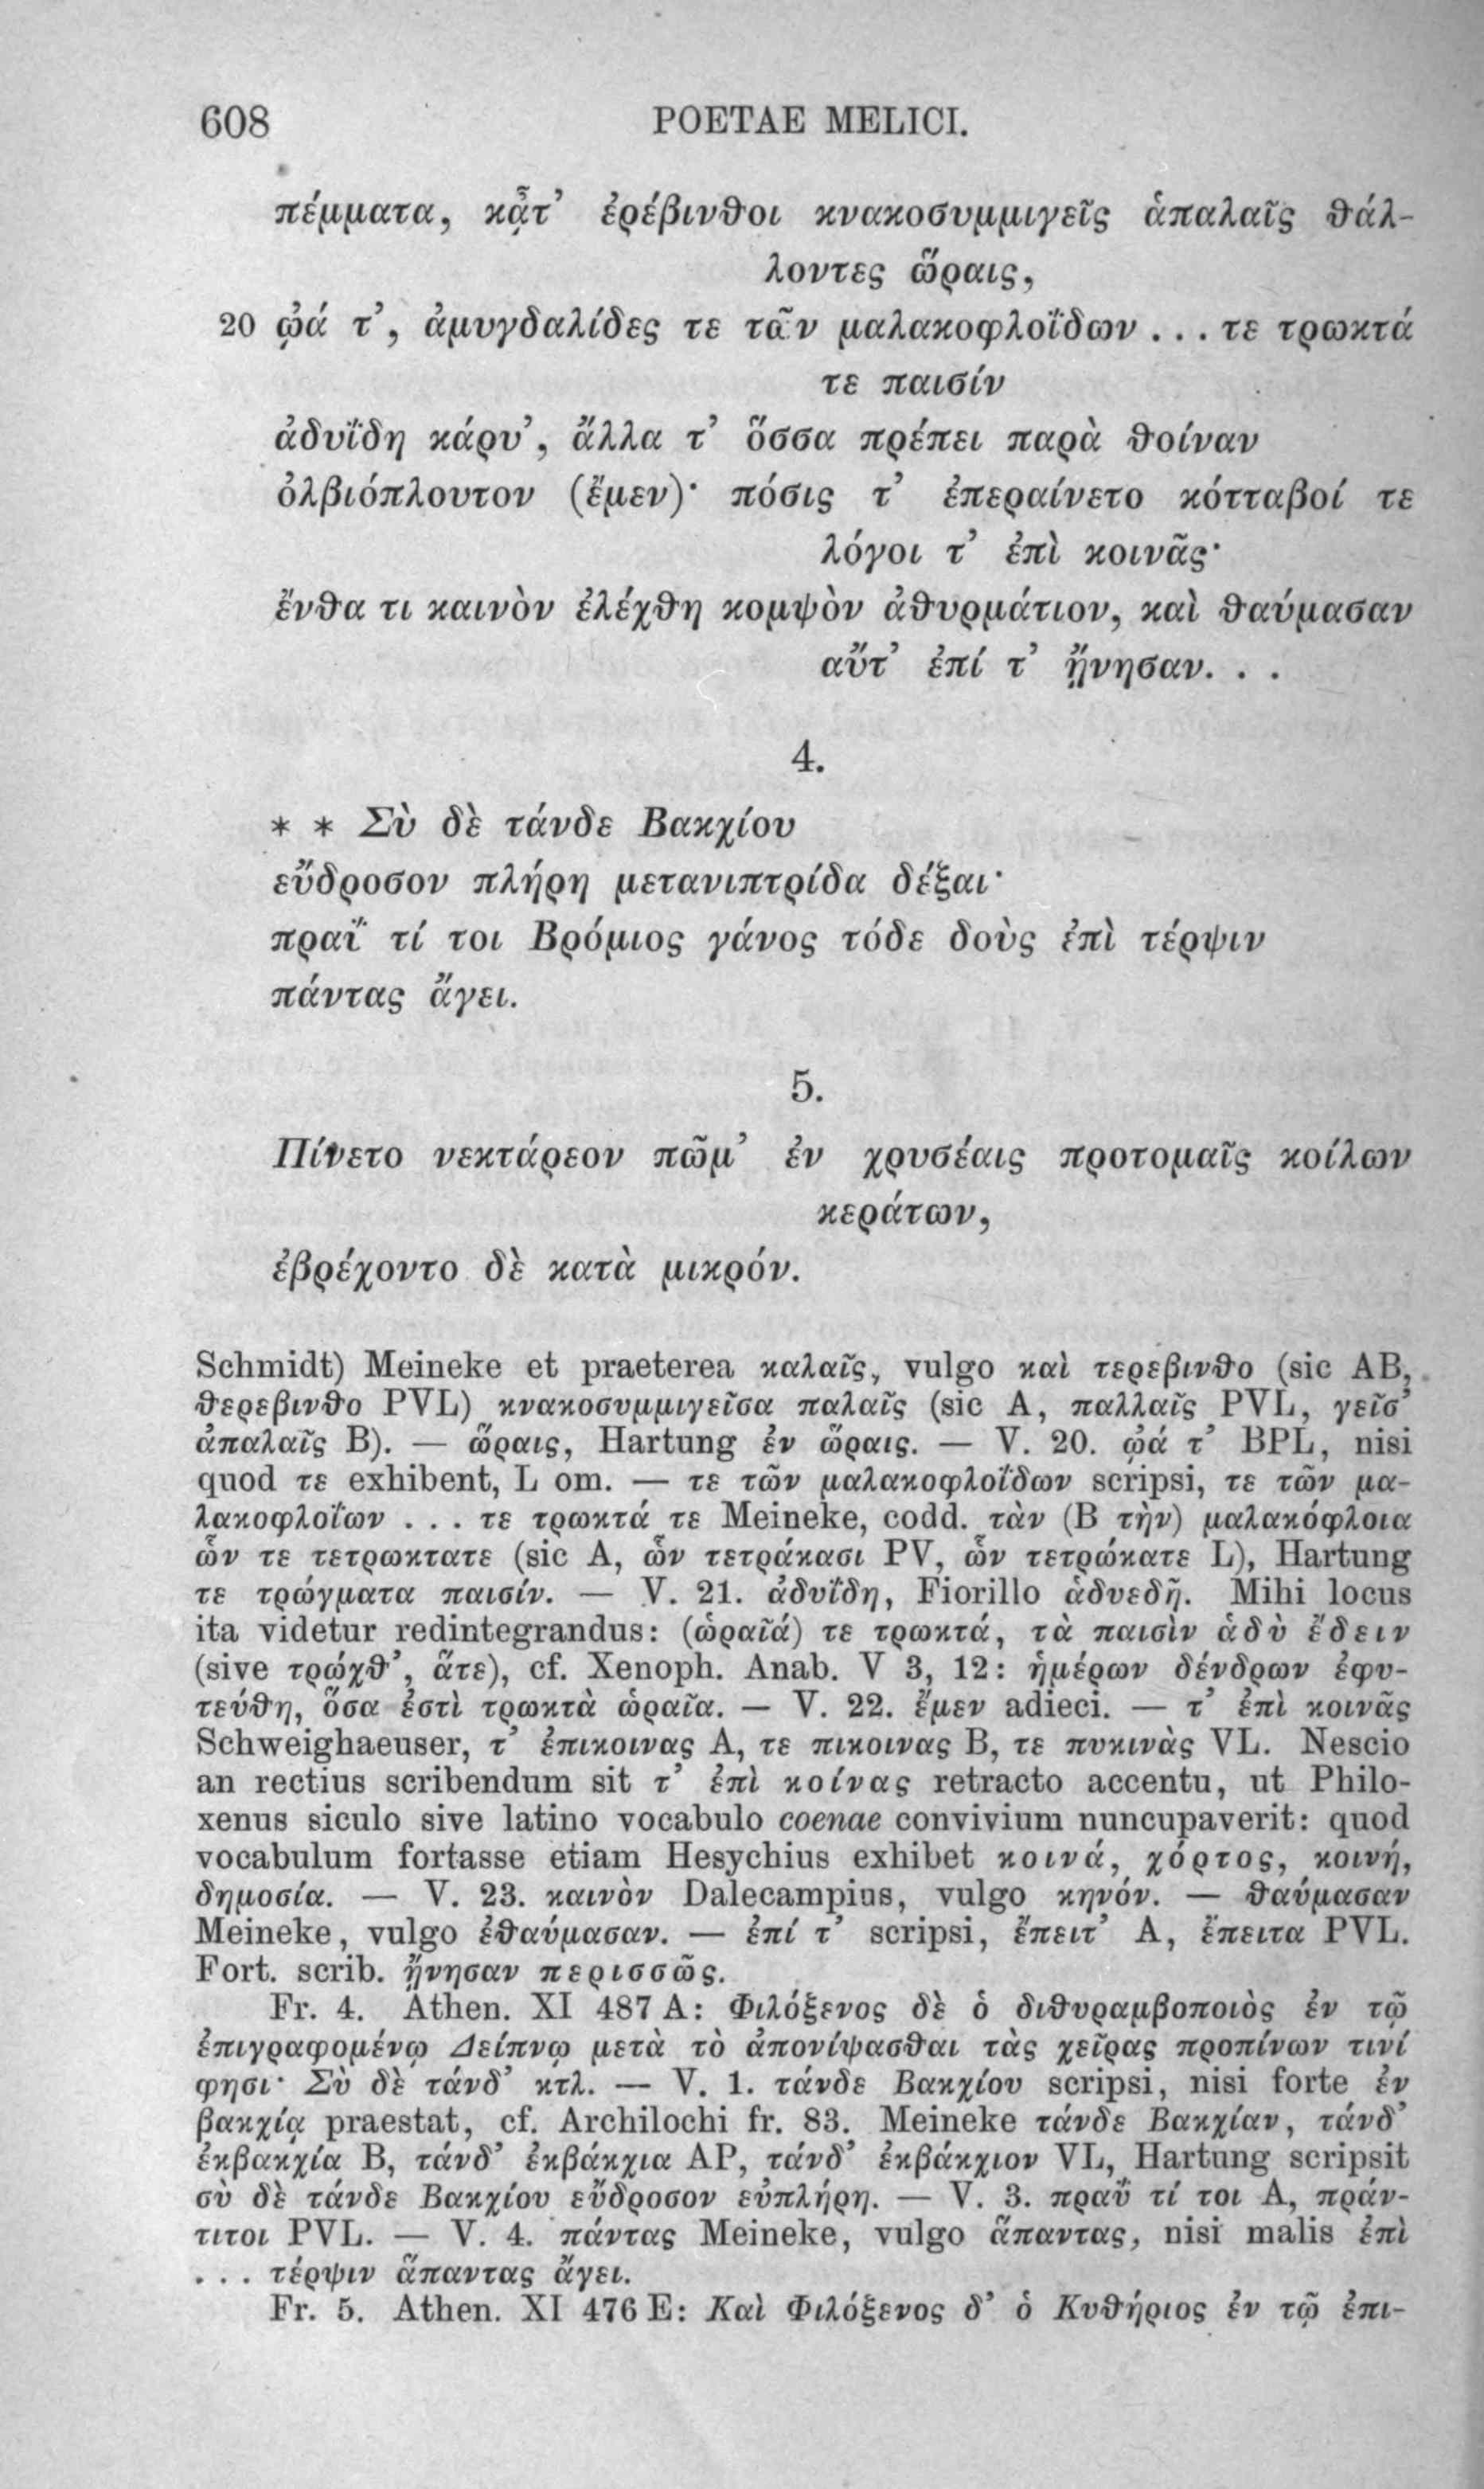 608 POETAE MELICI.
πέμματα, κᾆτ’ ἐρέβινθοι κνακοσυμμιγεῖς ἁπαλαῖς θάλ-
λοντες ὥραις,
20 ᾠά τ’, ἀμυγδαλίδες τε τᾶν μαλακοφλοΐδων . . . τε τρωκτά
τε παισίν
ἁδυΐδη κάρυ’, ἄλλα τ’ ὅσσα πρέπει παρὰ θοίναν
ὀλβιόπλουτον (ἔμεν)· πόσις τ’ ἐπεραίνετο κότταβοί τε
λόγοι τ’ ἐπὶ κοινᾶς·
ἔνθα τι καινὸν ἐλέχθη κομψὸν ἀθυρμάτιον, καὶ θαύμασαν
αὔτ’ ἐπί τ’ ᾔνησαν. . .
4.
* * Σὺ δὲ τάνδε Βακχίου
εὔδροσον πλήρη μετανιπτρίδα δέξαι·
πραΰ τί τοι Βρόμιος γάνος τόδε δοὺς ἐπὶ τέρψιν
πάντας ἄγει.
5.
Πίνετο νεκτάρεον πῶμ’ ἐν χρυσέαις προτομαῖς κοίλων
κεράτων,
ἐβρέχοντο δὲ κατὰ μικρόν.
Schmidt) Meineke et praeterea καλαῖς, vulgo καὶ τερεβινθο (sic AB,
θερεβινθο PVL) κνακοσυμμιγεῖσα παλαῖς (sic A, παλλαῖς PVL, γεῖσ’
ἁπαλαῖς B). — ὥραις, Hartung ἐν ὥραις. — V. 20. ᾠά τ’ BPL, nisi
quod τε exhibent, L om. — τε τῶν μαλακοφλοΐδων scripsi, τε τῶν μα-
λακοφλοΐων . . . τε τρωκτά τε Meineke, codd. τὰν (B τὴν) μαλακόφλοια
ὧν τε τετρωκτατε (sic A, ὧν τετράκασι PV, ὧν τετρώκατε L), Hartung
τε τρώγματα παισίν. — V. 21. ἁδυΐδη, Fiorillo ἁδυεδῆ. Mihi locus
ita videtur redintegrandus: (ὡραῖά) τε τρωκτά, τὰ παισὶν ἁδὺ ἔδειν
(sive τρώχθ’, ἅτε), cf. Xenoph. Anab. V 3, 12: ἡμέρων δένδρων ἐφυ-
τεύθη, ὅσα ἐστὶ τρωκτὰ ὡραῖα. — V. 22. ἔμεν adieci. — τ’ ἐπὶ κοινᾶς
Schweighaeuser, τ’ ἐπικοινας A, τε πικοινας B, τε πυκινὰς VL. Nescio
an rectius scribendum sit τ’ ἐπὶ κοίνας retracto accentu, ut Philo-
xenus siculo sive latino vocabulo coenae convivium nuncupaverit: quod
vocabulum fortasse etiam Hesychius exhibet κοινά, χόρτος, κοινή,
δημοσία. — V. 23. καινὸν Dalecampius, vulgo κηνόν. — θαύμασαν
Meineke, vulgo ἐθαύμασαν. — ἐπί τ’ scripsi, ἔπειτ’ A, ἔπειτα PVL.
Fort. scrib. ᾔνησαν περισσῶς.
Fr. 4. Athen. XI 487 A: Φιλόξενος δὲ ὁ διθυραμβοποιὸς ἐν τῷ
ἐπιγραφομένῳ Δείπνῳ μετὰ τὸ ἀπονίψασθαι τὰς χεῖρας προπίνων τινί
φησι· Σὺ δὲ τάνδ’ κτλ. — V. 1. τάνδε Βακχίου scripsi, nisi forte ἐν
βακχίᾳ praestat, cf. Archilochi fr. 83. Meineke τάνδε Βακχίαν, τάνδ’
ἐκβακχία B, τάνδ’ ἐκβάκχια AP, τάνδ’ ἐκβάκχιον VL, Hartung scripsit
σὺ δὲ τάνδε Βακχίου εὔδροσον εὐπλήρη. — V. 3. πραΰ τί τοι A, πράν-
τιτοι PVL. — V. 4. πάντας Meineke, vulgo ἅπαντας, nisi malis ἐπὶ
. . . τέρψιν ἅπαντας ἄγει.
Fr. 5. Athen. XI 476 E: Καὶ Φιλόξενος δ’ ὁ Κυθήριος ἐν τῷ ἐπι-